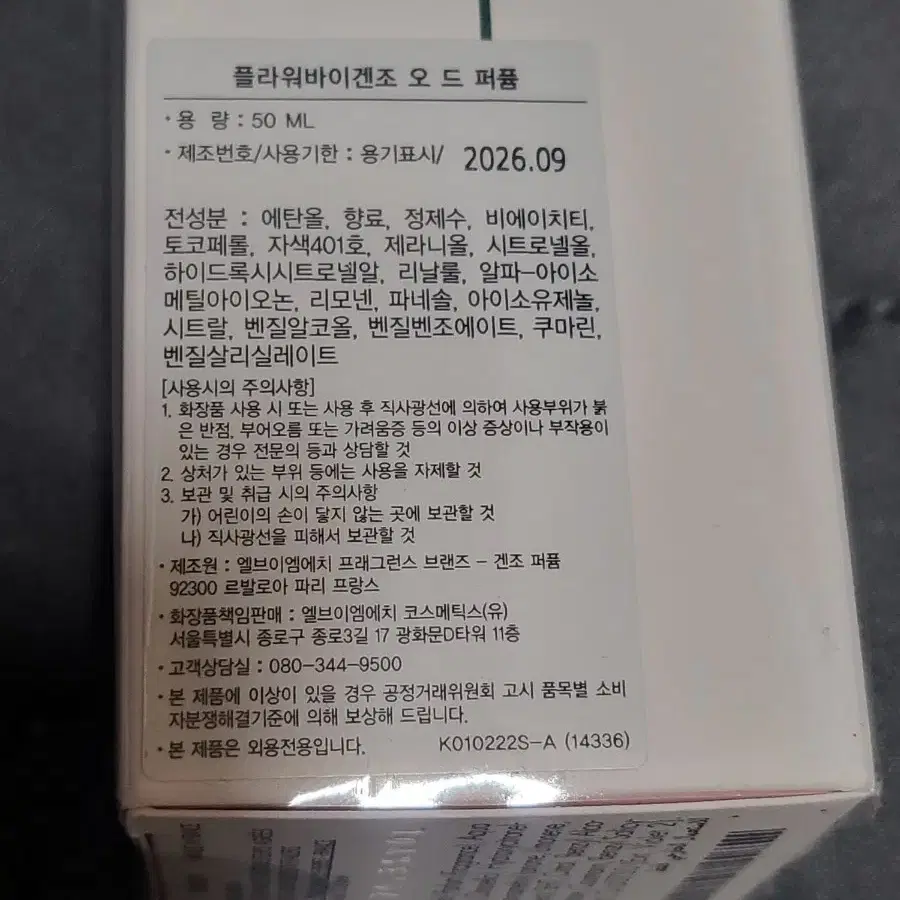 플라워바이겐조 오 드 퍼퓸
· 용 량 : 50 ML
· 제조번호/사용기한 : 용기표시/ 2026.09
전성분 : 에탄올, 향료, 정제수, 비에이치티,
토코페롤, 자색401호, 제라니올, 시트로넬올,
하이드록시시트로넬알, 리날룰, 알파-아이소
메틸아이오논, 리모넨, 파네솔, 아이소유제놀,
시트랄, 벤질알코올, 벤질벤조에이트, 쿠마린,
벤질살리실레이트
[사용시의 주의사항]
1. 화장품 사용 시 또는 사용 후 직사광선에 의하여 사용부위가 붉
은 반점, 부어오름 또는 가려움증 등의 이상 증상이나 부작용이
있는 경우 전문의 등과 상담할 것
2. 상처가 있는 부위 등에는 사용을 자제할 것
3. 보관 및 취급 시의 주의사항
가) 어린이의 손이 닿지 않는 곳에 보관할 것
나) 직사광선을 피해서 보관할 것
· 제조원 : 엘브이엠에치 프래그런스 브랜즈 - 겐조 퍼퓸
92300 르발로아 파리 프랑스
· 화장품책임판매 : 엘브이엠에치 코스메틱스(유)
서울특별시 종로구 종로3길 17 광화문D타워 11층
· 고객상담실 : 080-344-9500
· 본 제품에 이상이 있을 경우 공정거래위원회 고시 품목별 소비
자분쟁해결기준에 의해 보상해 드립니다.
· 본 제품은 외용전용입니다. K010222S-A (14336)